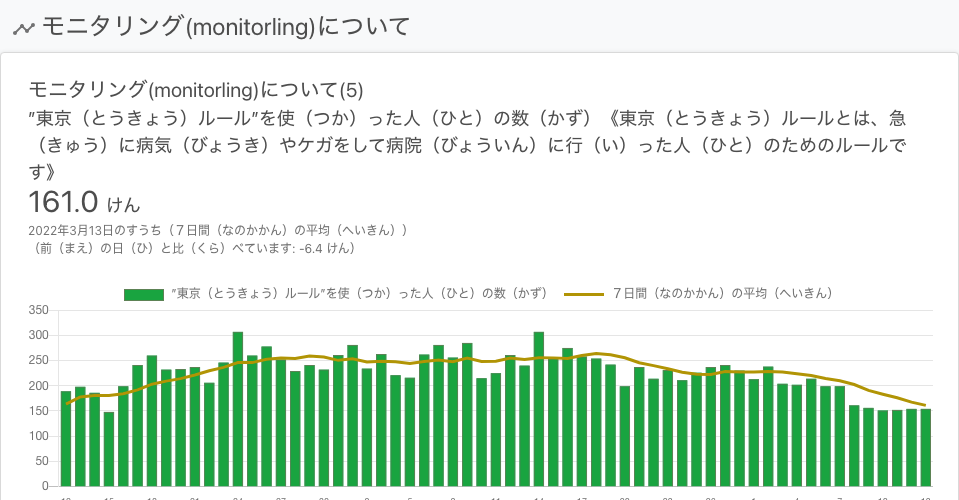 モニタリング(monitorling)について
モニタリング(monitorling)について(5)
”東京（とうきょう）ルール”を使（つか）った人（ひと）の数（かず）《東京（とうきょう）ルールとは、急
（きゅう）に病気（びょうき）やケガをして病院（びょういん）に行（い）った人（ひと）のためのルールで
す》
161.0 けん
2022年3月13日のすうち（７日間（なのかかん）の平均（へいきん））
（前（まえ）の日（ひ）と比（くら）べています: -6.4 けん）
”東京（とうきょう）ルール”を使（つか）った人（ひと）の数（かず） ７日間（なのかかん）の平均（へいきん）
350
300
250
200
150
100
50
0